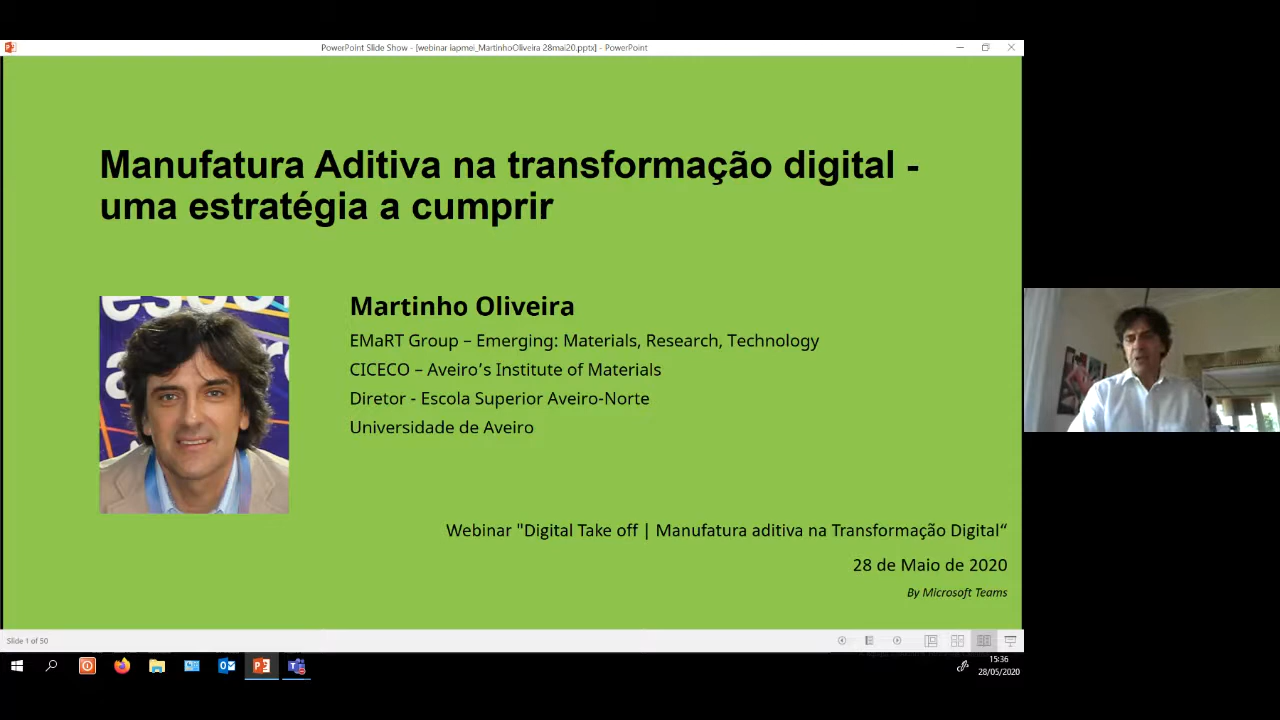 PowerPoint Slide Show - [webinar iapmei_MartinhoOliveira 28mai20.pptx] - PowerPoint
Manufatura Aditiva na transformação digital -
uma estratégia a cumprir
Martinho Oliveira
EMaRT Group – Emerging: Materials, Research, Technology
CICECO – Aveiro’s Institute of Materials
Diretor - Escola Superior Aveiro-Norte
Universidade de Aveiro
Webinar "Digital Take off | Manufatura aditiva na Transformação Digital“
28 de Maio de 2020
By Microsoft Teams
Slide 1 of 50
15:36
28/05/2020